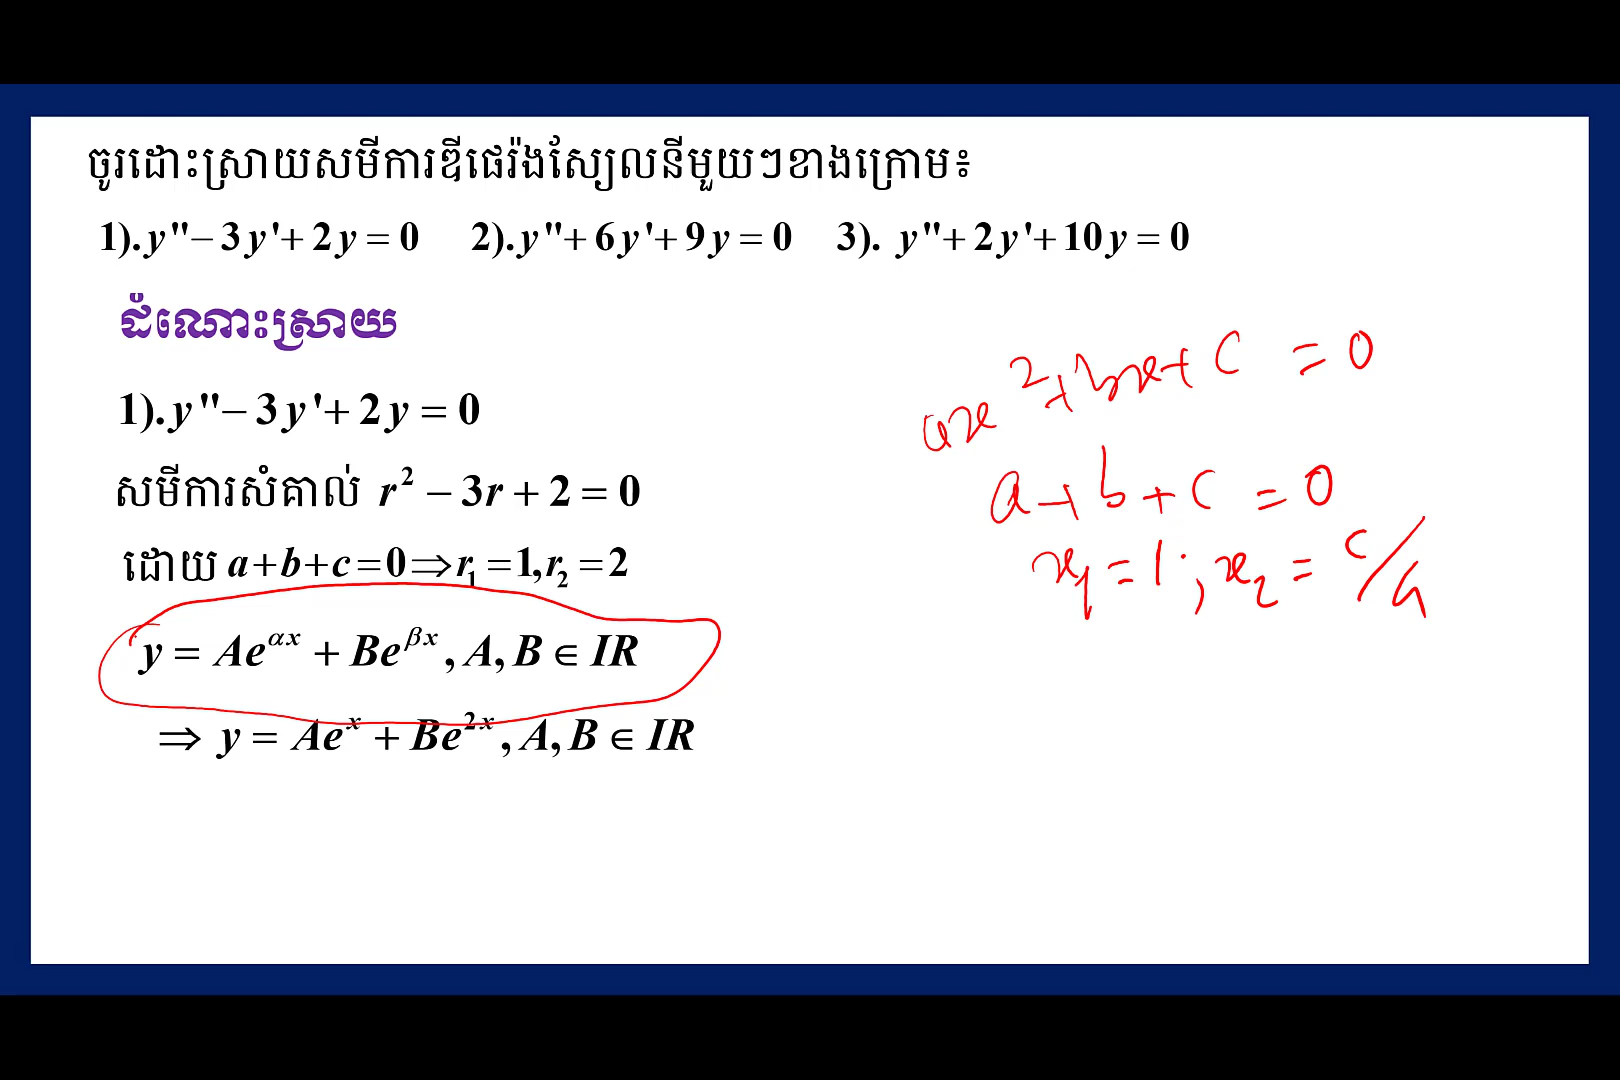 ចូរដោះស្រាយសមីការឌីផេរ៉ងស្យែលនីមួយៗខាងក្រោម៖
1). y'' − 3y' + 2y = 0 2). y'' + 6y' + 9y = 0 3). y'' + 2y' + 10y = 0
ដំណោះស្រាយ
1). y'' − 3y' + 2y = 0
សមីការសំគាល់ r² − 3r + 2 = 0
ដោយ a+b+c=0 ⇒ r₁ =1, r₂ = 2
y = Ae^{αx} + Be^{βx} , A, B ∈ IR
⇒ y = Ae^{x} + Be^{2x} , A, B ∈ IR
ax² + bx + c = 0
a + b + c = 0
x₁ = 1 ; x₂ = c/a